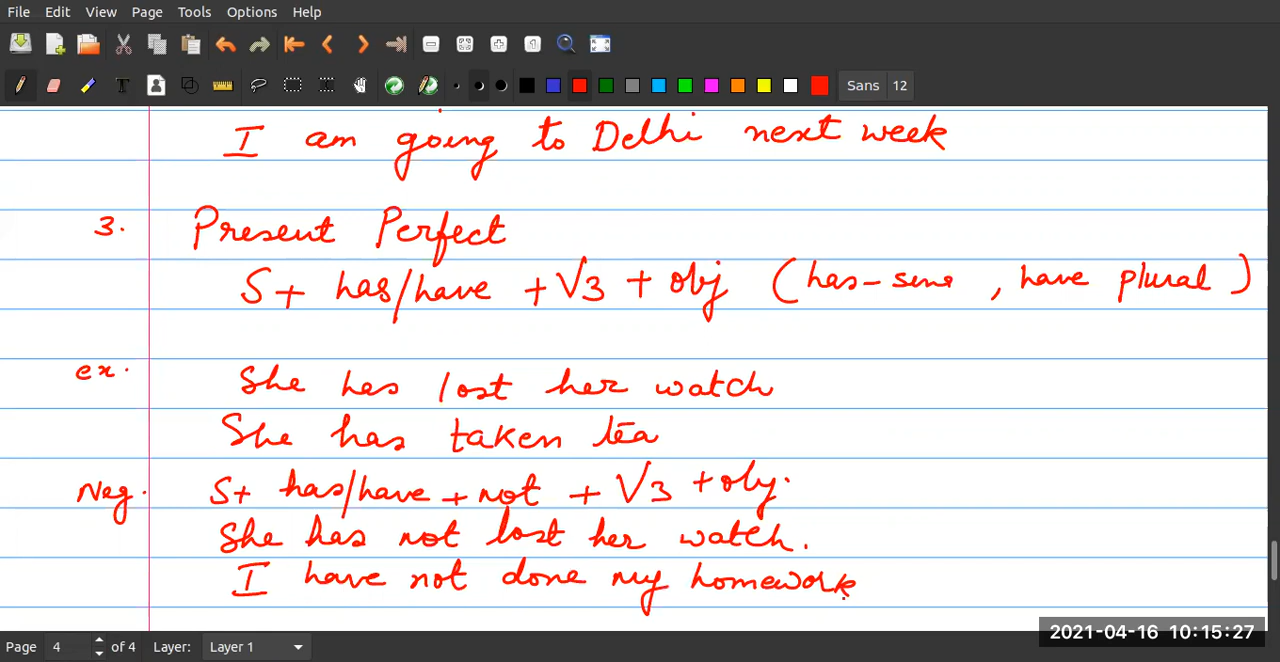 File Edit View Page Tools Options Help
Sans 12
I am going to Delhi next week
3. Present Perfect
S+ has/have + V3 + obj (has - , have plural )
ex. She has lost her watch
She has taken tea
Neg. S+ has/have + not + V3 + obj.
She has not lost her watch.
I have not done my homework
2021-04-16 10:15:27
Page 4 of 4 Layer: Layer 1